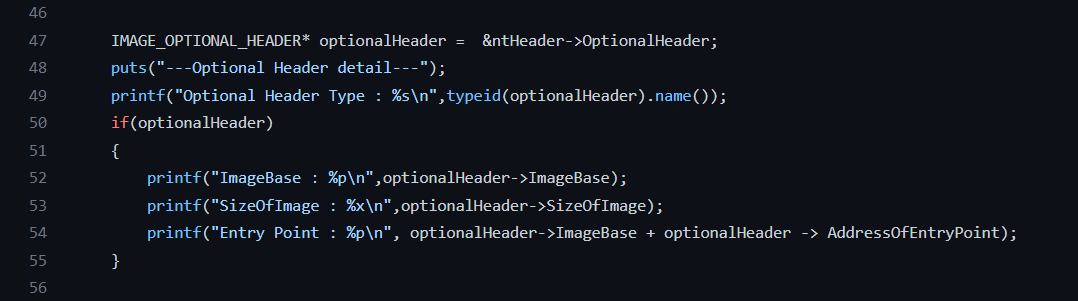 46
47 IMAGE_OPTIONAL_HEADER* optionalHeader =  &ntHeader->OptionalHeader;
48 puts("---Optional Header detail---");
49 printf("Optional Header Type : %s\n",typeid(optionalHeader).name());
50 if(optionalHeader)
51 {
52 printf("ImageBase : %p\n",optionalHeader->ImageBase);
53 printf("SizeOfImage : %x\n",optionalHeader->SizeOfImage);
54 printf("Entry Point : %p\n", optionalHeader->ImageBase + optionalHeader -> AddressOfEntryPoint);
55 }
56